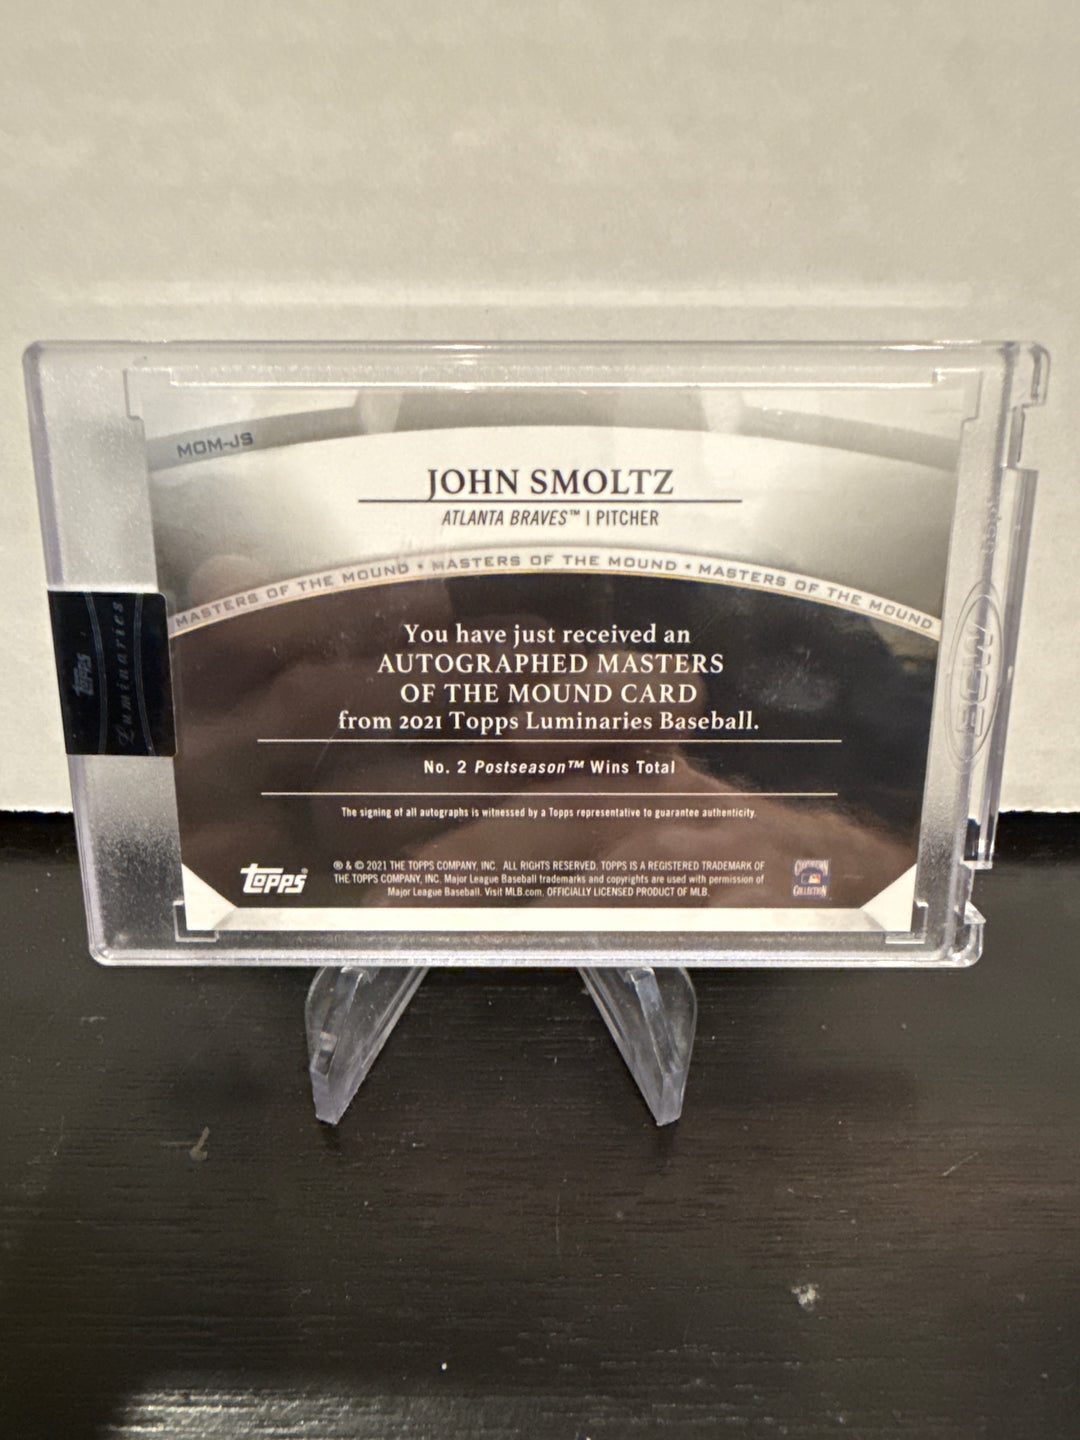 MOM-JS
JOHN SMOLTZ
ATLANTA BRAVES™ | PITCHER
MASTERS OF THE MOUND • MASTERS OF THE MOUND • MASTERS OF THE MOUND
You have just received an
AUTOGRAPHED MASTERS
OF THE MOUND CARD
from 2021 Topps Luminaries Baseball.
No. 2 Postseason™ Wins Total
The signing of all autographs is witnessed by a Topps representative to guarantee authenticity.
TOPPS®
® & © 2021 THE TOPPS COMPANY, INC. ALL RIGHTS RESERVED. TOPPS IS A REGISTERED TRADEMARK OF
THE TOPPS COMPANY, INC. Major League Baseball trademarks and copyrights are used with permission of
Major League Baseball. Visit MLB.com. OFFICIALLY LICENSED PRODUCT OF MLB.
COLLECTION
TOPPS
Luminaries
BCW